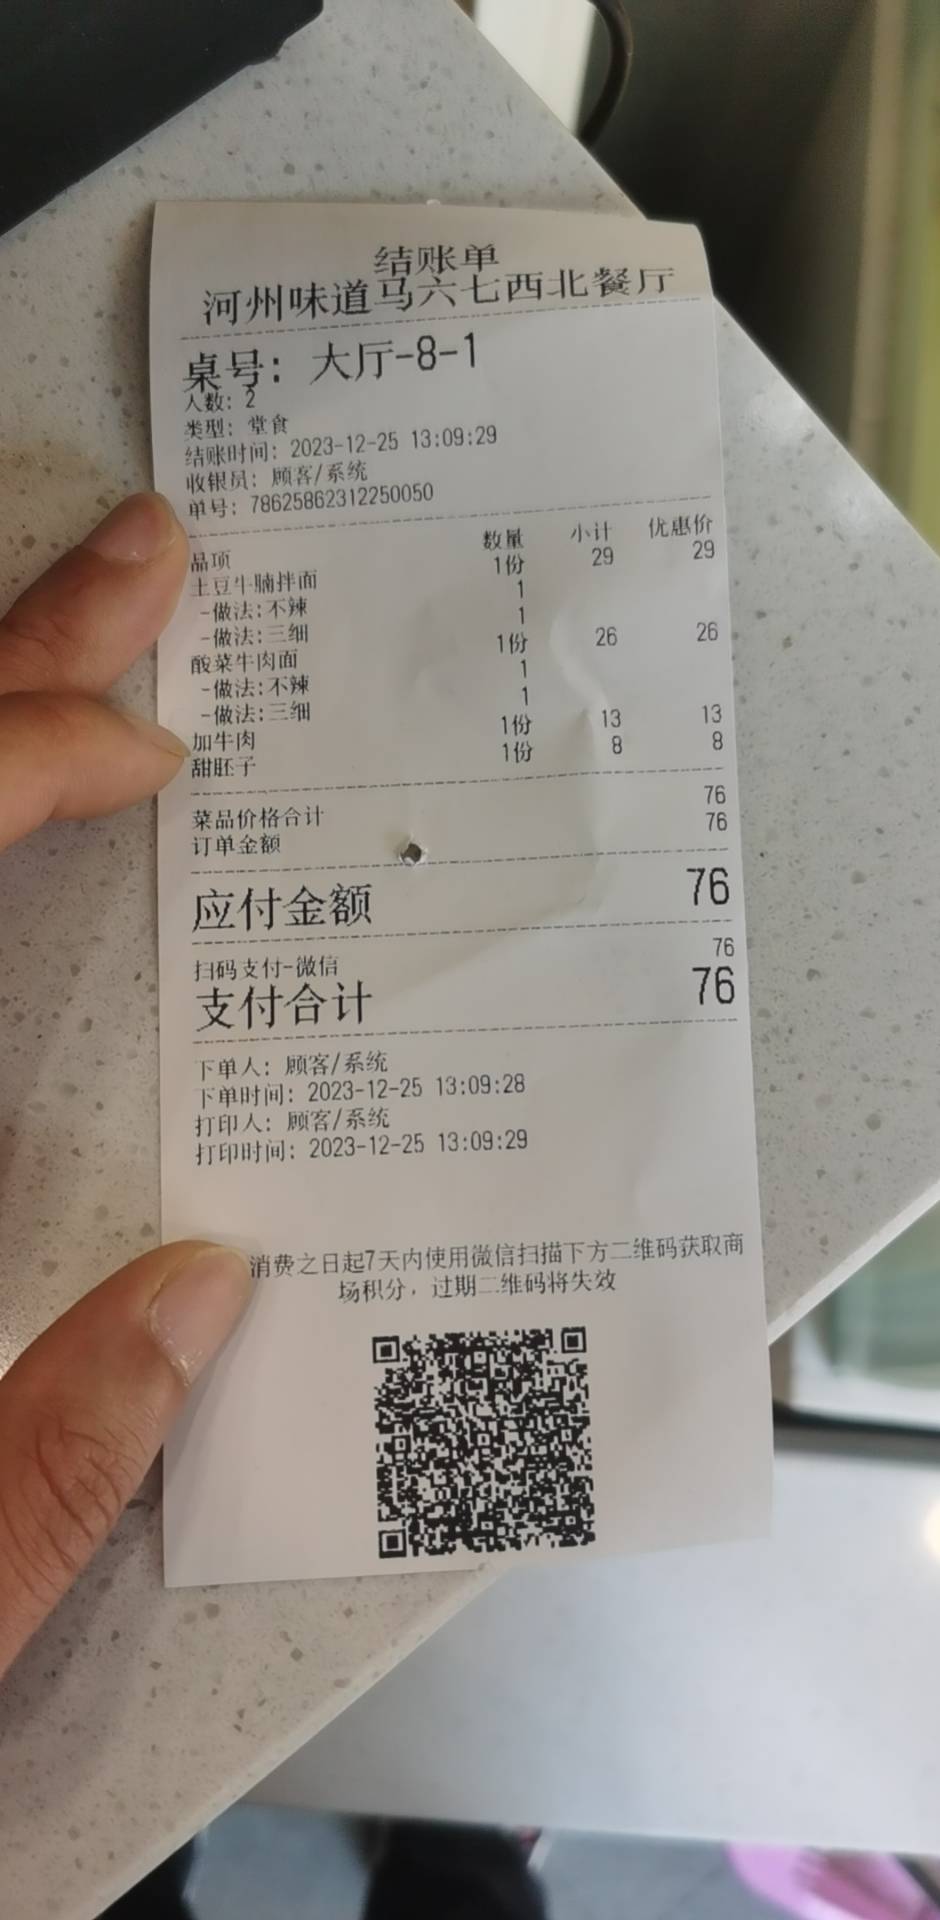 结账单
河州味道马六七西北餐厅
桌号: 大厅-8-1
人数: 2
类型: 堂食
结账时间: 2023-12-25 13:09:29
收银员: 顾客/系统
单号: 78625862312250050
品项 数量 小计 优惠价
土豆牛腩拌面 1份 29 29
-做法:不辣 1
-做法:三细 1
酸菜牛肉面 1份 26 26
-做法:不辣 1
-做法:三细 1
加牛肉 1份 13 13
甜胚子 1份 8 8
菜品价格合计 76
订单金额 76
应付金额 76
扫码支付-微信 76
支付合计 76
下单人: 顾客/系统
下单时间: 2023-12-25 13:09:28
打印人: 顾客/系统
打印时间: 2023-12-25 13:09:29
消费之日起7天内使用微信扫描下方二维码获取商
场积分，过期二维码将失效